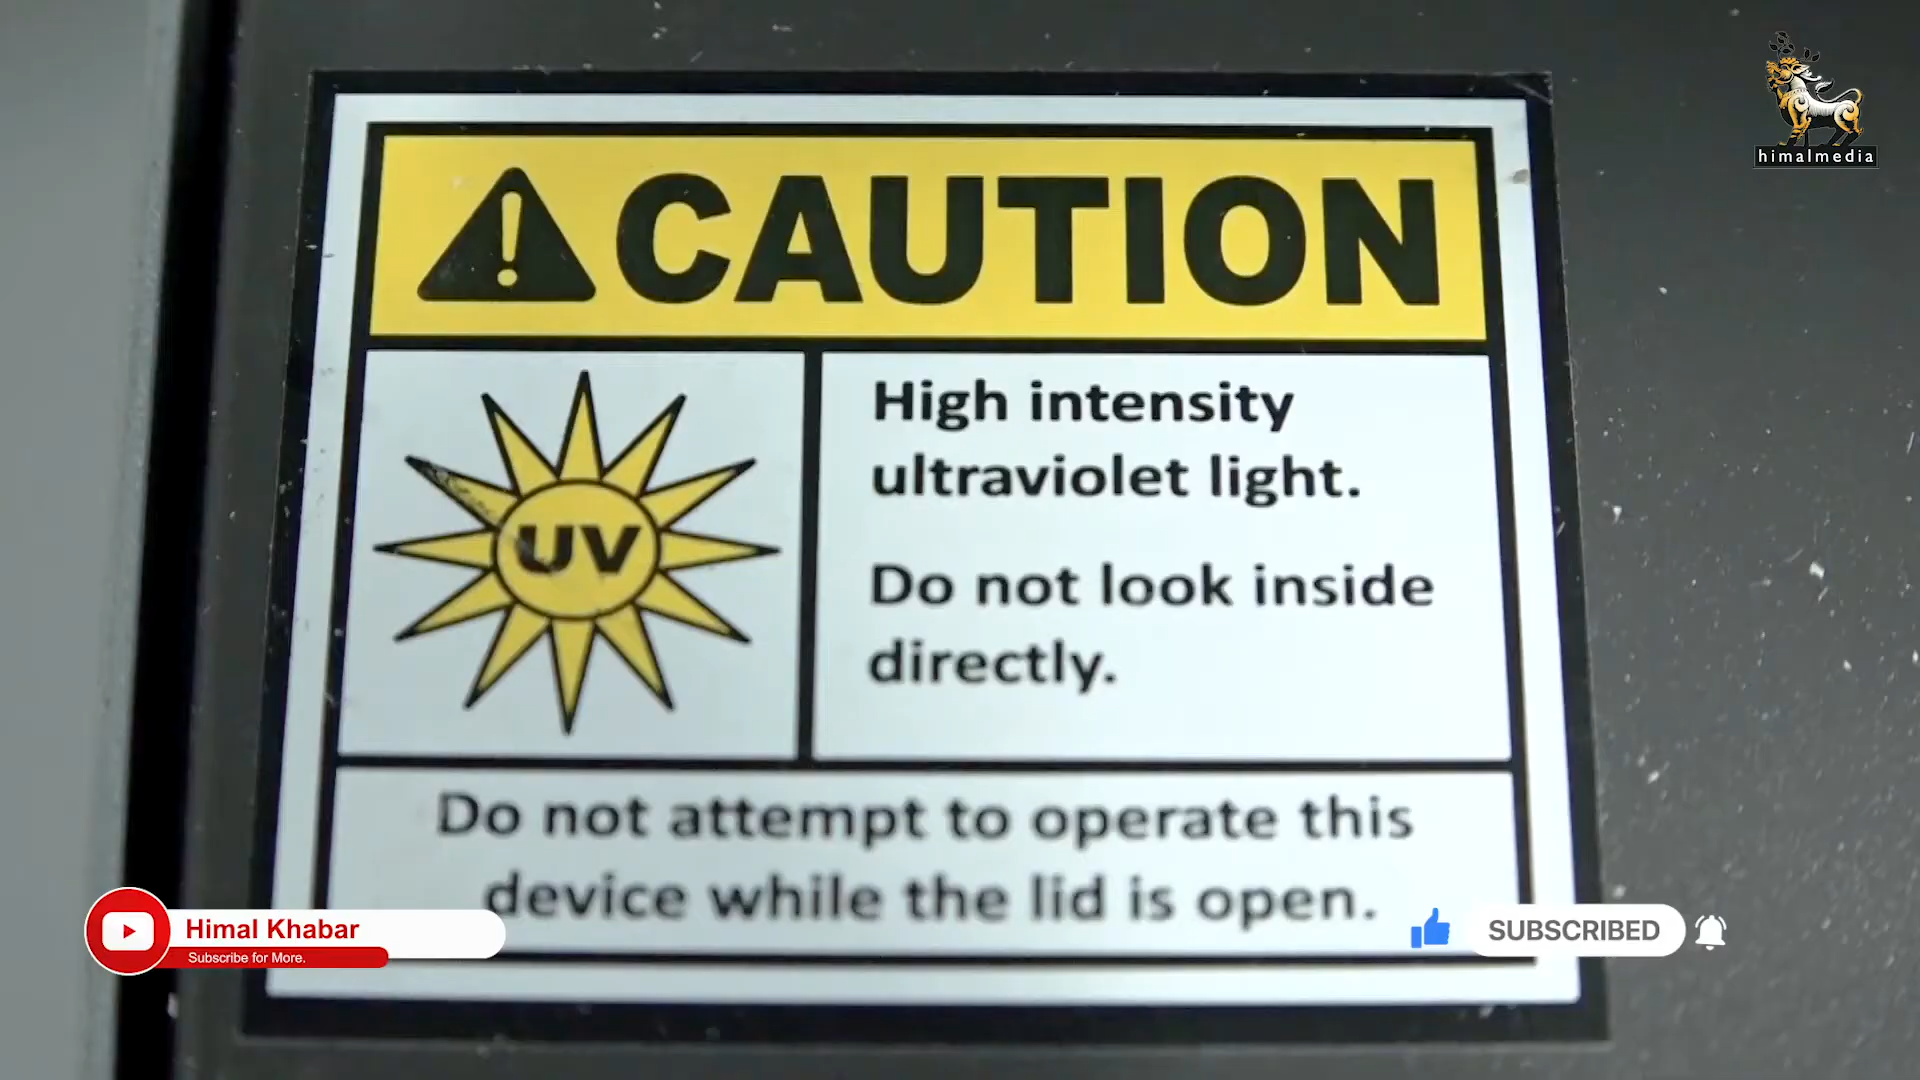 himalmedia
CAUTION
UV
High intensity
ultraviolet light.
Do not look inside
directly.
Do not attempt to operate this
device while the lid is open.
Himal Khabar
Subscribe for More.
SUBSCRIBED